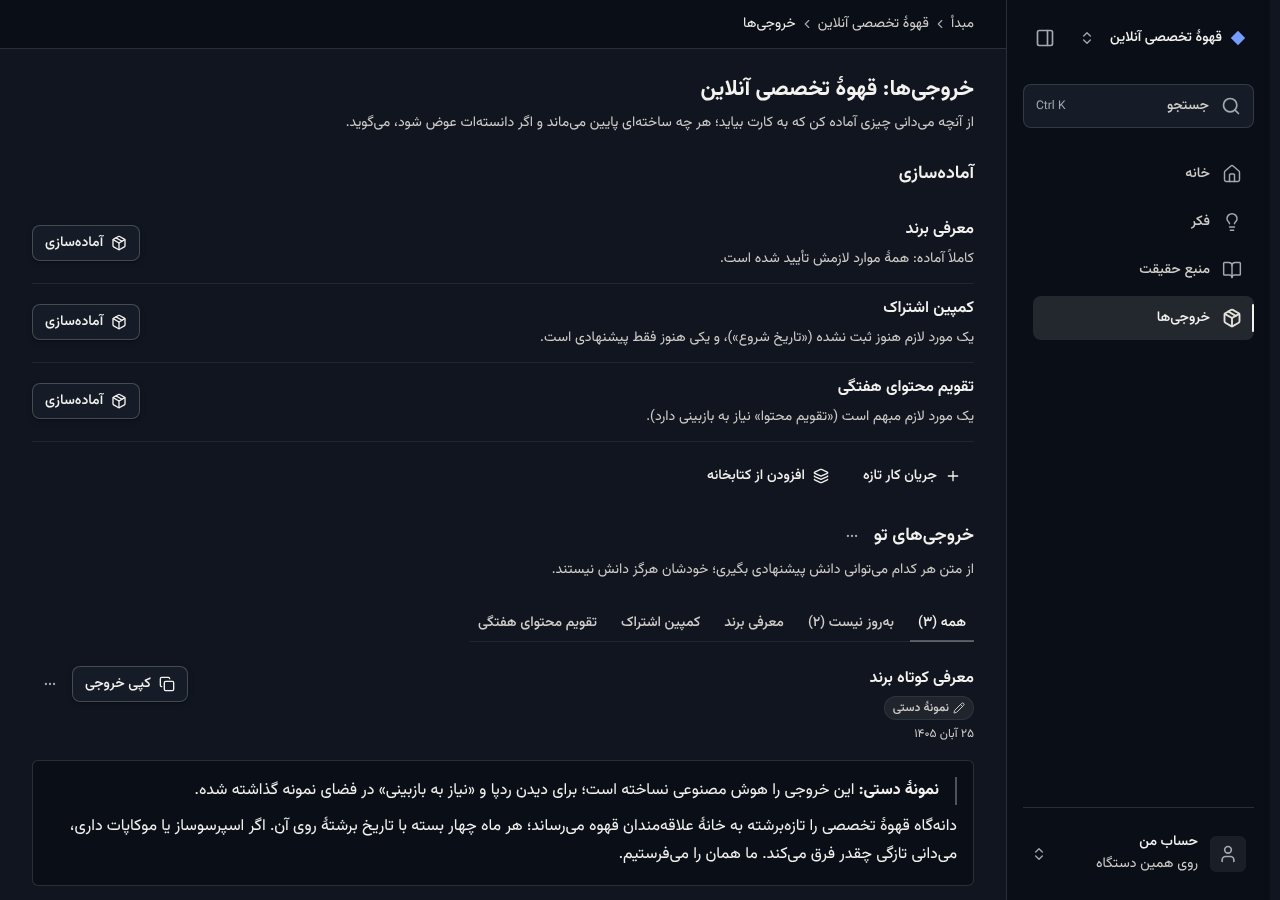 قهوهٔ تخصصی آنلاین
جستجو Ctrl K
خانه
فکر
منبع حقیقت
خروجی‌ها
حساب من
روی همین دستگاه
مبدأ › قهوهٔ تخصصی آنلاین › خروجی‌ها
خروجی‌ها: قهوهٔ تخصصی آنلاین
از آنچه می‌دانی چیزی آماده کن که به کارت بیاید؛ هر چه ساخته‌ای پایین می‌ماند و اگر دانسته‌ات عوض شود، می‌گوید.
آماده‌سازی
معرفی برند
کاملاً آماده: همهٔ موارد لازمش تأیید شده است.
آماده‌سازی
کمپین اشتراک
یک مورد لازم هنوز ثبت نشده («تاریخ شروع»)، و یکی هنوز فقط پیشنهادی است.
آماده‌سازی
تقویم محتوای هفتگی
یک مورد لازم مبهم است («تقویم محتوا» نیاز به بازبینی دارد).
آماده‌سازی
جریان کار تازه
افزودن از کتابخانه
خروجی‌های تو ...
از متن هر کدام می‌توانی دانش پیشنهادی بگیری؛ خودشان هرگز دانش نیستند.
همه (۳) به‌روز نیست (۲) معرفی برند کمپین اشتراک تقویم محتوای هفتگی
معرفی کوتاه برند
نمونهٔ دستی
۲۵ آبان ۱۴۰۵
کپی خروجی ...
نمونهٔ دستی: این خروجی را هوش مصنوعی نساخته است؛ برای دیدن ردپا و «نیاز به بازبینی» در فضای نمونه گذاشته شده.
دانه‌گاه قهوهٔ تخصصی را تازه‌برشته به خانهٔ علاقه‌مندان قهوه می‌رساند؛ هر ماه چهار بسته با تاریخ برشتهٔ روی آن. اگر اسپرسوساز یا موکاپات داری،
می‌دانی تازگی چقدر فرق می‌کند. ما همان را می‌فرستیم.